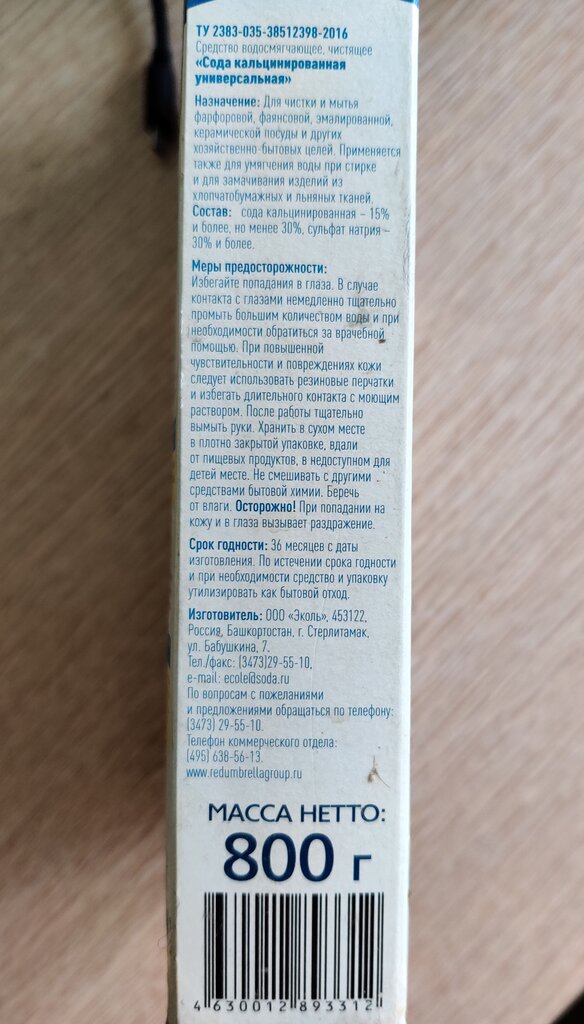 ТУ 2383-035-38512398-2016
Средство водосмягчающее, чистящее
«Сода кальцинированная
универсальная»
Назначение: Для чистки и мытья
фарфоровой, фаянсовой, эмалированной,
керамической посуды и других
хозяйственно-бытовых целей. Применяется
также для умягчения воды при стирке
и для замачивания изделий из
хлопчатобумажных и льняных тканей.
Состав: сода кальцинированная – 15%
и более, но менее 30%, сульфат натрия –
30% и более.
Меры предосторожности:
Избегайте попадания в глаза. В случае
контакта с глазами немедленно тщательно
промыть большим количеством воды и при
необходимости обратиться за врачебной
помощью. При повышенной
чувствительности и повреждениях кожи
следует использовать резиновые перчатки
и избегать длительного контакта с моющим
раствором. После работы тщательно
вымыть руки. Хранить в сухом месте
в плотно закрытой упаковке, вдали
от пищевых продуктов, в недоступном для
детей месте. Не смешивать с другими
средствами бытовой химии. Беречь
от влаги. Осторожно! При попадании на
кожу и в глаза вызывает раздражение.
Срок годности: 36 месяцев с даты
изготовления. По истечении срока годности
и при необходимости средство и упаковку
утилизировать как бытовой отход.
Изготовитель: ООО «Эколь», 453122,
Россия, Башкортостан, г. Стерлитамак,
ул. Бабушкина, 7.
Тел./факс: (3473)29-55-10,
e-mail: ecole@soda.ru
По вопросам с пожеланиями
и предложениями обращаться по телефону:
(3473) 29-55-10.
Телефон коммерческого отдела:
(495) 638-56-13.
www.redumbrellagroup.ru
МАССА НЕТТО:
800 г
4 630012 893312